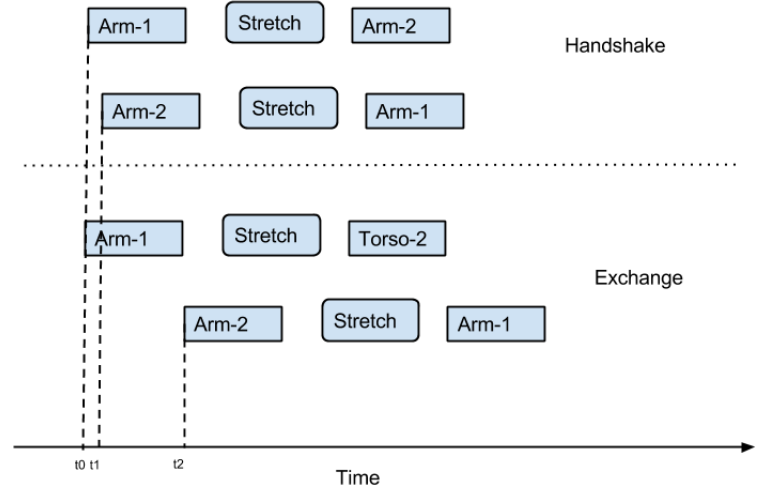 Arm-1 Stretch Arm-2
Handshake
Arm-2 Stretch Arm-1
Arm-1 Stretch Torso-2
Exchange
Arm-2 Stretch Arm-1
t0 t1 t2
Time